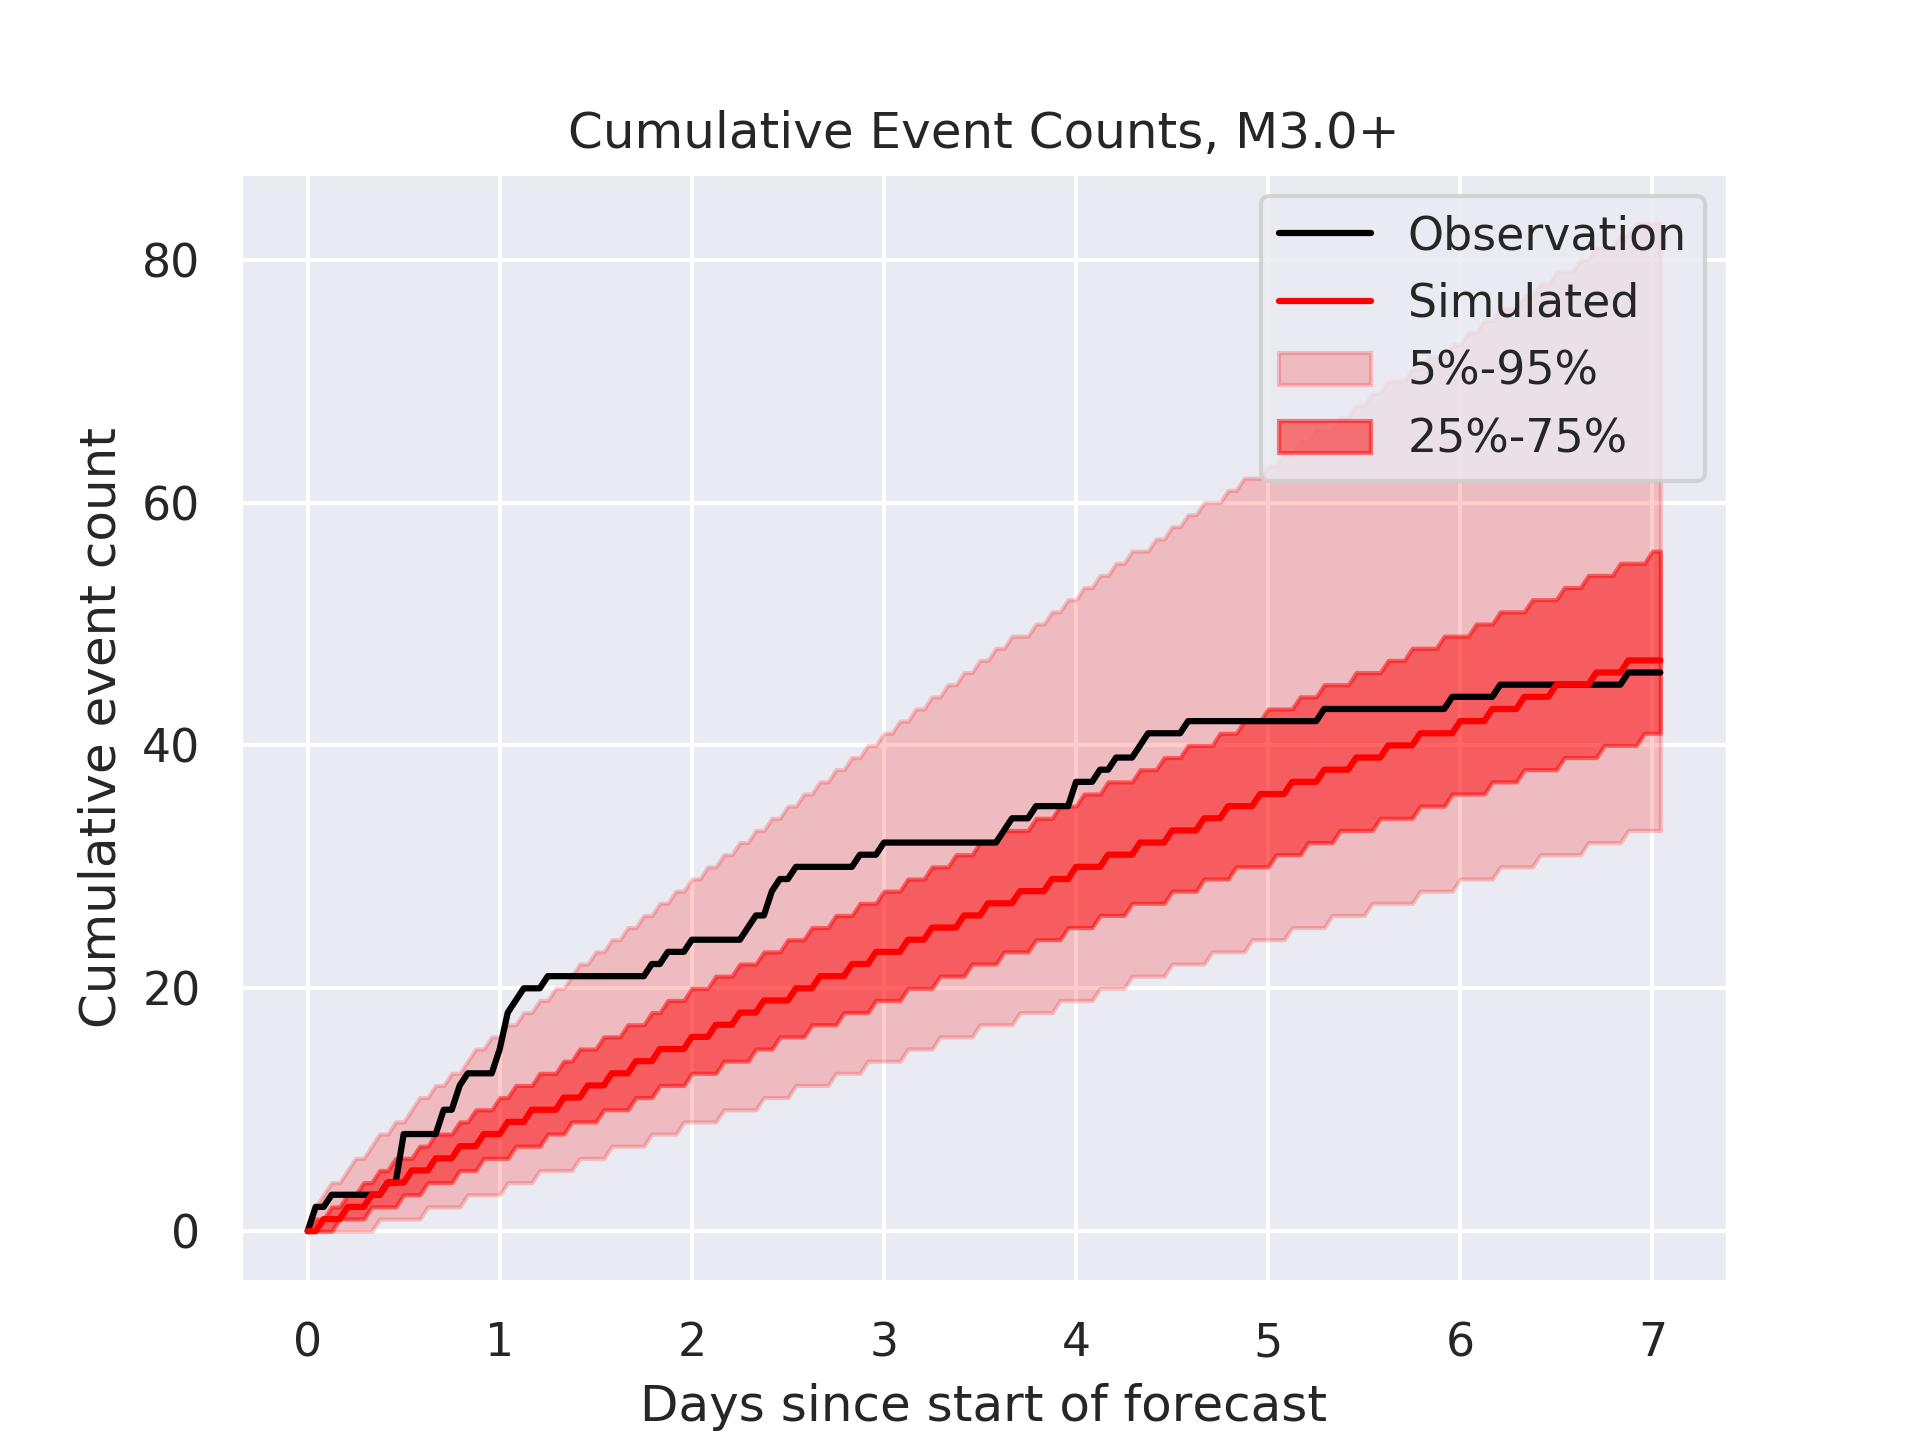 Cumulative Event Counts, M3.0+
Observation
Simulated
5%-95%
25%-75%
Cumulative event count
80
60
40
20
0
0 1 2 3 4 5 6 7
Days since start of forecast